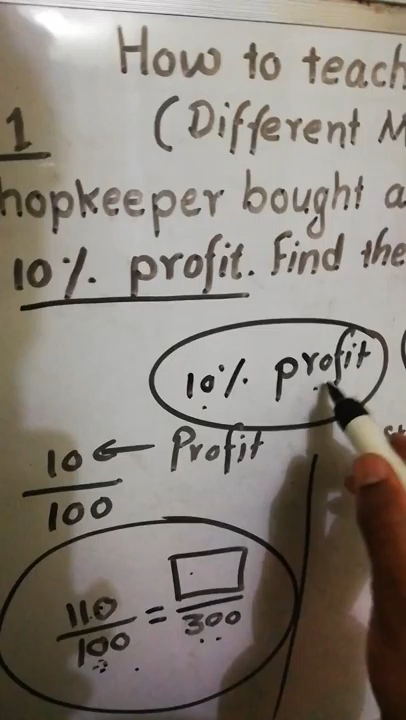 How to teach
1 (Different M
hopkeeper bought a
10% profit. Find the
10% profit
10 ← Profit
100
110 = □
100 300